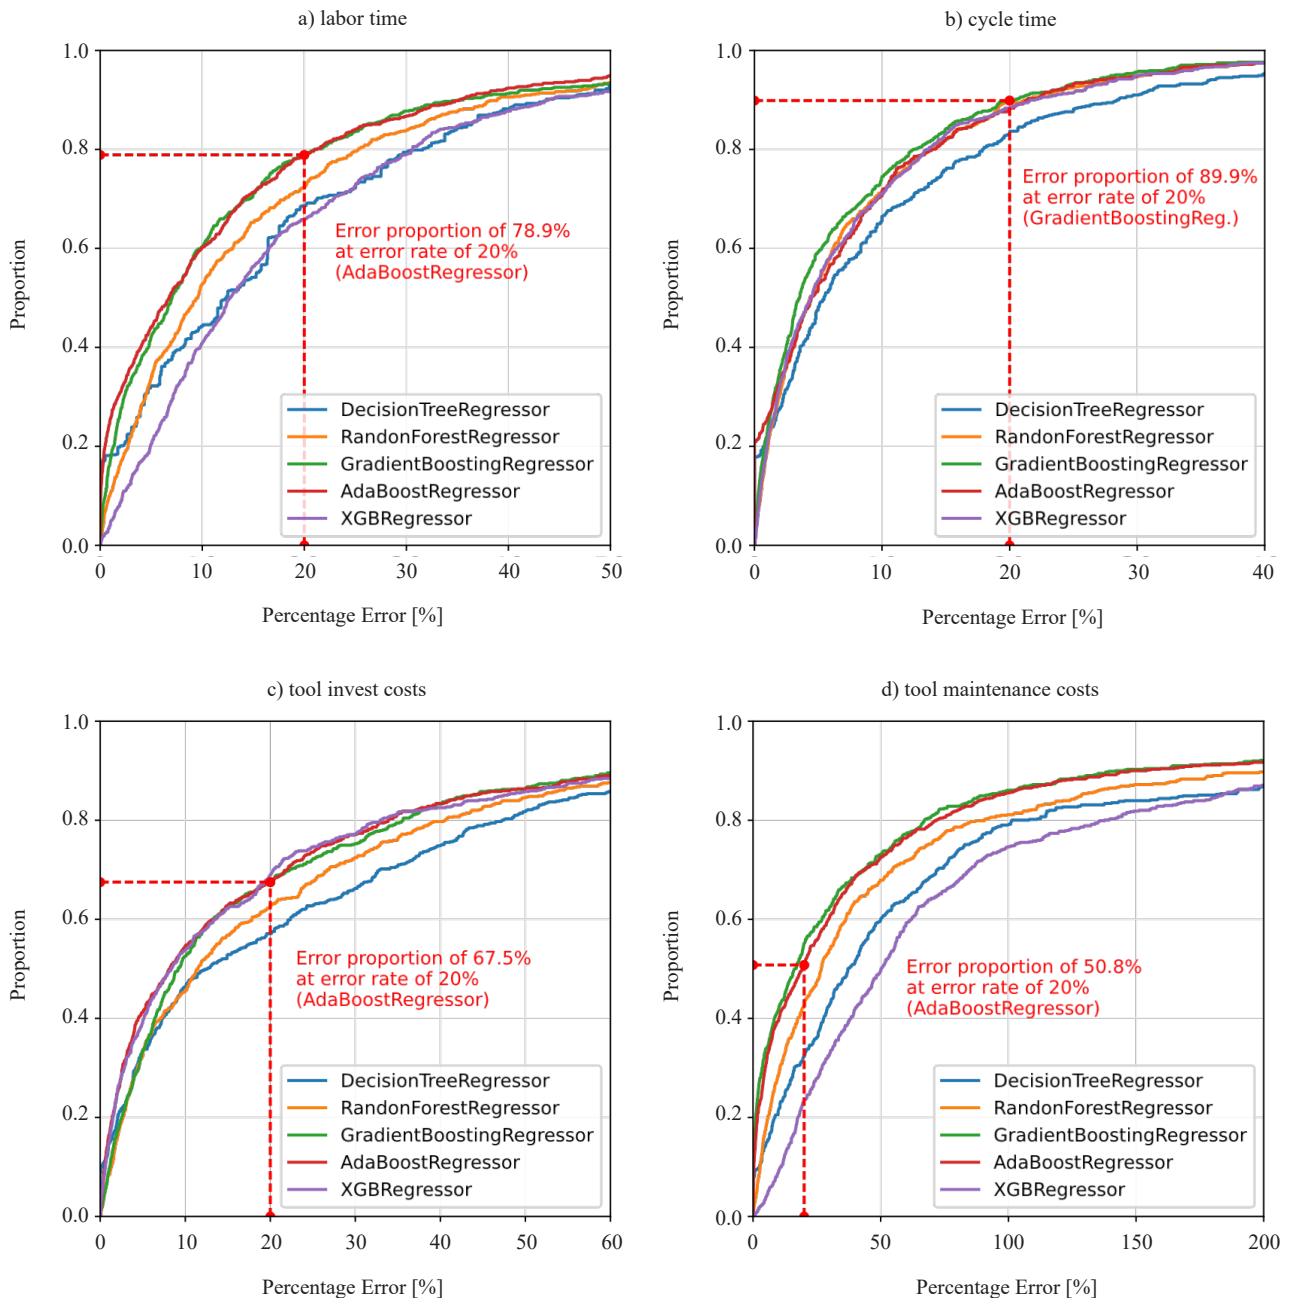 a) labor time
1.0
0.8
0.6
0.4
0.2
0.0
Proportion
Error proportion of 78.9%
at error rate of 20%
(AdaBoostRegressor)
DecisionTreeRegressor
RandonForestRegressor
GradientBoostingRegressor
AdaBoostRegressor
XGBRegressor
0 10 20 30 40 50
Percentage Error [%]
b) cycle time
1.0
0.8
0.6
0.4
0.2
0.0
Proportion
Error proportion of 89.9%
at error rate of 20%
(GradientBoostingReg.)
DecisionTreeRegressor
RandonForestRegressor
GradientBoostingRegressor
AdaBoostRegressor
XGBRegressor
0 10 20 30 40
Percentage Error [%]
c) tool invest costs
1.0
0.8
0.6
0.4
0.2
0.0
Proportion
Error proportion of 67.5%
at error rate of 20%
(AdaBoostRegressor)
DecisionTreeRegressor
RandonForestRegressor
GradientBoostingRegressor
AdaBoostRegressor
XGBRegressor
0 10 20 30 40 50 60
Percentage Error [%]
d) tool maintenance costs
1.0
0.8
0.6
0.4
0.2
0.0
Proportion
Error proportion of 50.8%
at error rate of 20%
(AdaBoostRegressor)
DecisionTreeRegressor
RandonForestRegressor
GradientBoostingRegressor
AdaBoostRegressor
XGBRegressor
0 50 100 150 200
Percentage Error [%]